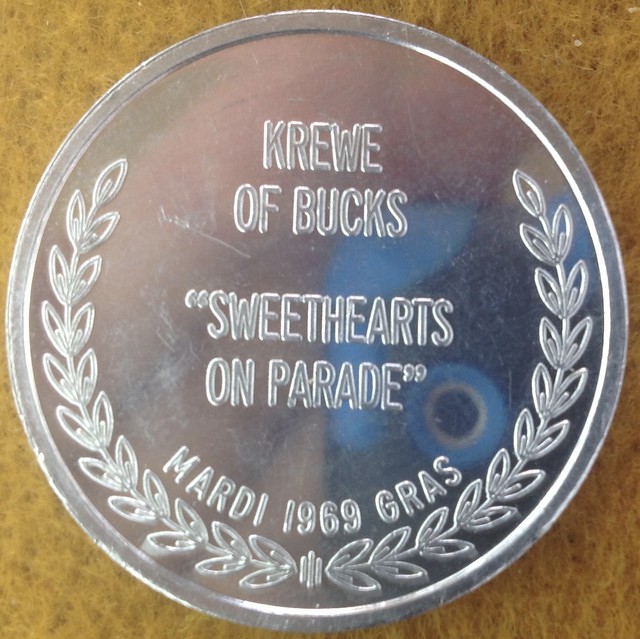 KREWE
OF BUCKS
“SWEETHEARTS
ON PARADE”
MARDI 1969 GRAS